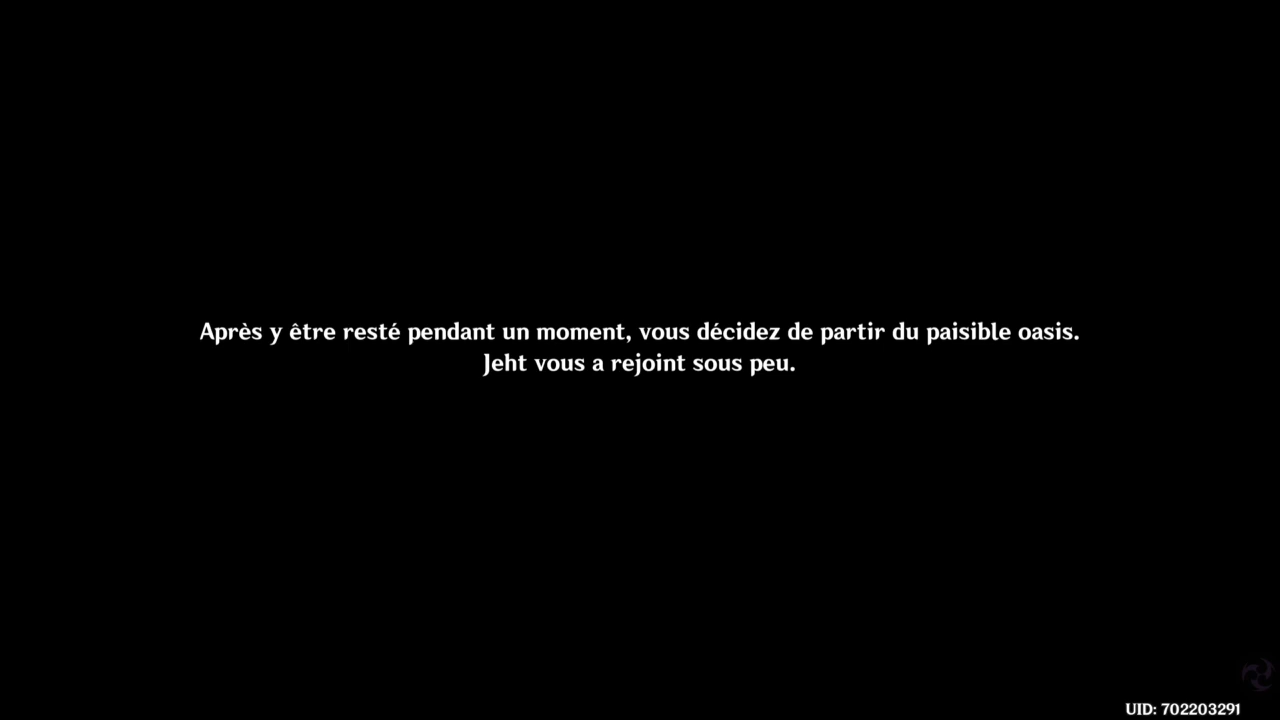 Après y être resté pendant un moment, vous décidez de partir du paisible oasis.
Jeht vous a rejoint sous peu.
UID: 702203291